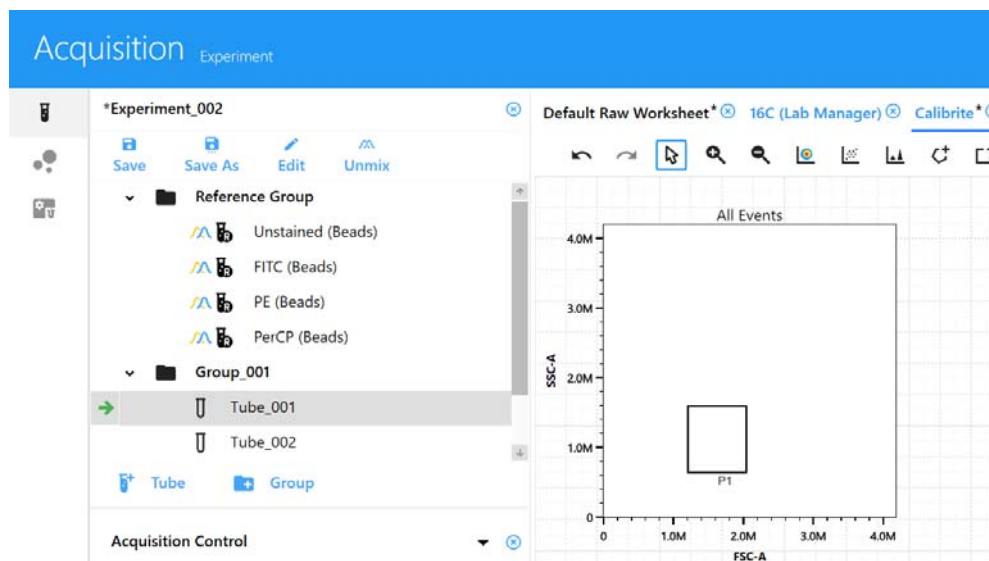 Acquisition Experiment
*Experiment_002
Default Raw Worksheet* 16C (Lab Manager) Calibrite*
Save Save As Edit Unmix
Reference Group
Unstained (Beads)
FITC (Beads)
PE (Beads)
PerCP (Beads)
Group_001
Tube_001
Tube_002
Tube Group
Acquisition Control
All Events
4.0M
3.0M
SSC-A
2.0M
1.0M
P1
0
0 1.0M 2.0M 3.0M 4.0M
FSC-A